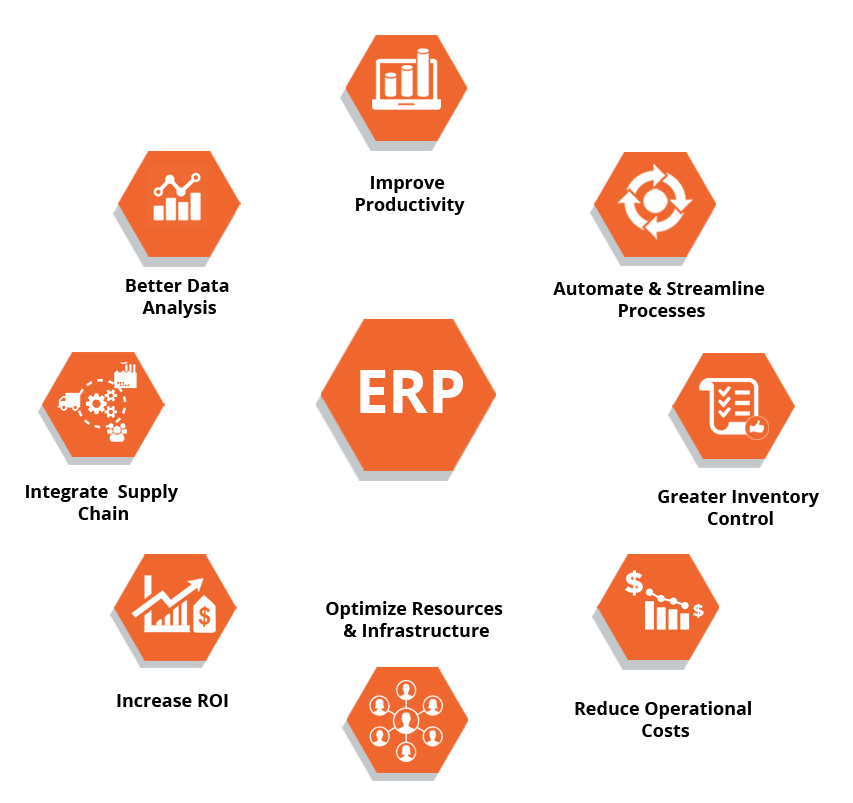 Improve
Productivity
Better Data
Analysis
Automate & Streamline
Processes
ERP
Integrate  Supply
Chain
Greater Inventory
Control
Optimize Resources
& Infrastructure
$
$
$
Increase ROI
Reduce Operational
Costs